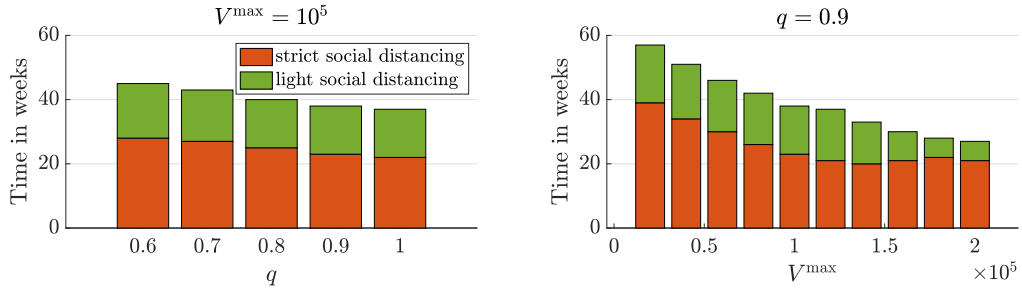 V^max = 10^5
Time in weeks
60
40
20
0
strict social distancing
light social distancing
0.6 0.7 0.8 0.9 1
q
q = 0.9
Time in weeks
60
40
20
0
0 0.5 1 1.5 2
V^max
×10^5